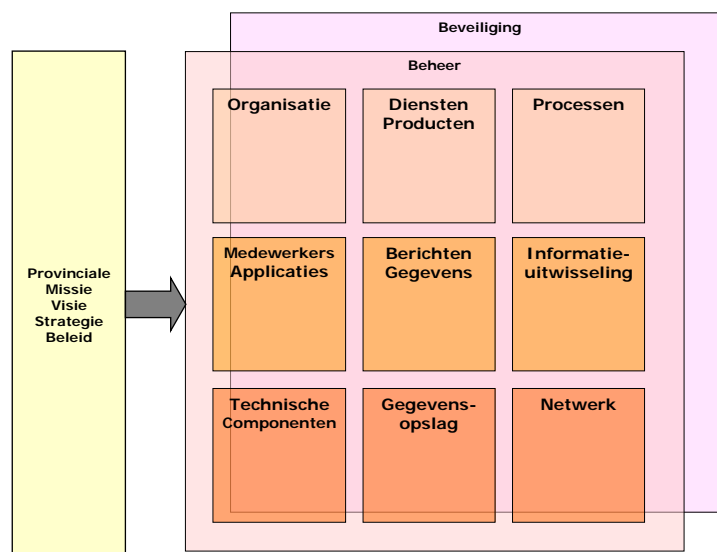 Beveiliging
Beheer
Organisatie
Diensten
Producten
Processen
Medewerkers
Applicaties
Berichten
Gegevens
Informatie-
uitwisseling
Provinciale
Missie
Visie
Strategie
Beleid
Technische
Componenten
Gegevens-
opslag
Netwerk